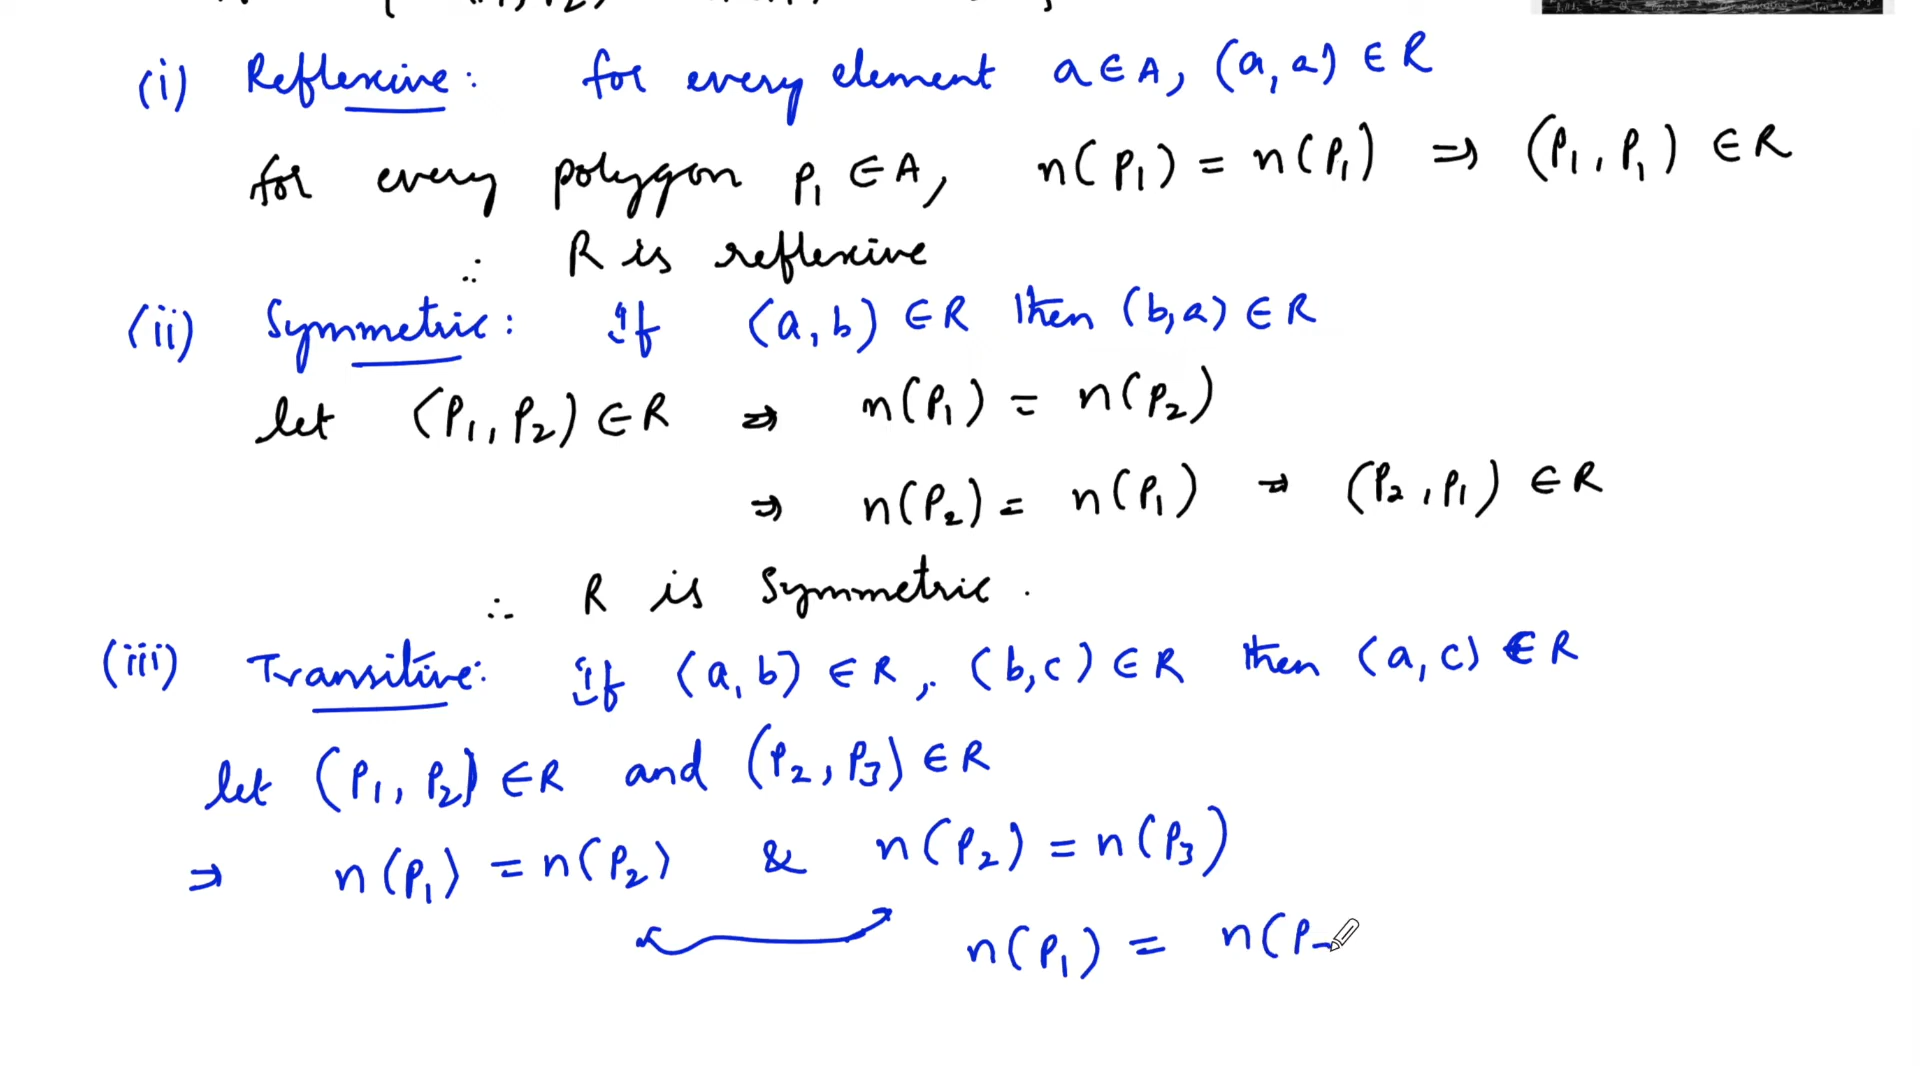 (i) Reflexive: for every element a∈A, (a, a) ∈ R
for every polygon P₁ ∈ A, n(P₁) = n(P₁) ⇒ (P₁, P₁) ∈ R
∴ R is reflexive
(ii) Symmetric: If (a, b) ∈ R then (b, a) ∈ R
let (P₁, P₂) ∈ R ⇒ n(P₁) = n(P₂)
⇒ n(P₂) = n(P₁) ⇒ (P₂, P₁) ∈ R
∴ R is Symmetric.
(iii) Transitive: If (a, b) ∈ R, (b, c) ∈ R then (a, c) ∈ R
let (P₁, P₂) ∈ R and (P₂, P₃) ∈ R
⇒ n(P₁) = n(P₂) & n(P₂) = n(P₃)
n(P₁) = n(P